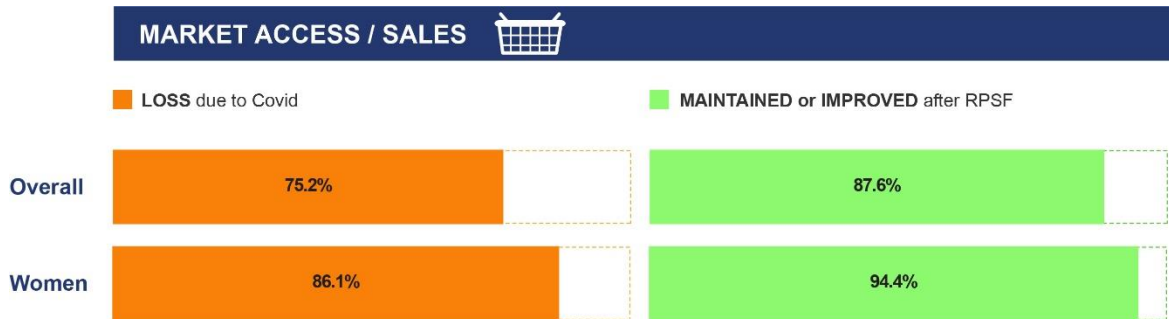 MARKET ACCESS / SALES
LOSS due to Covid
MAINTAINED or IMPROVED after RPSF
Overall
75.2%
87.6%
Women
86.1%
94.4%